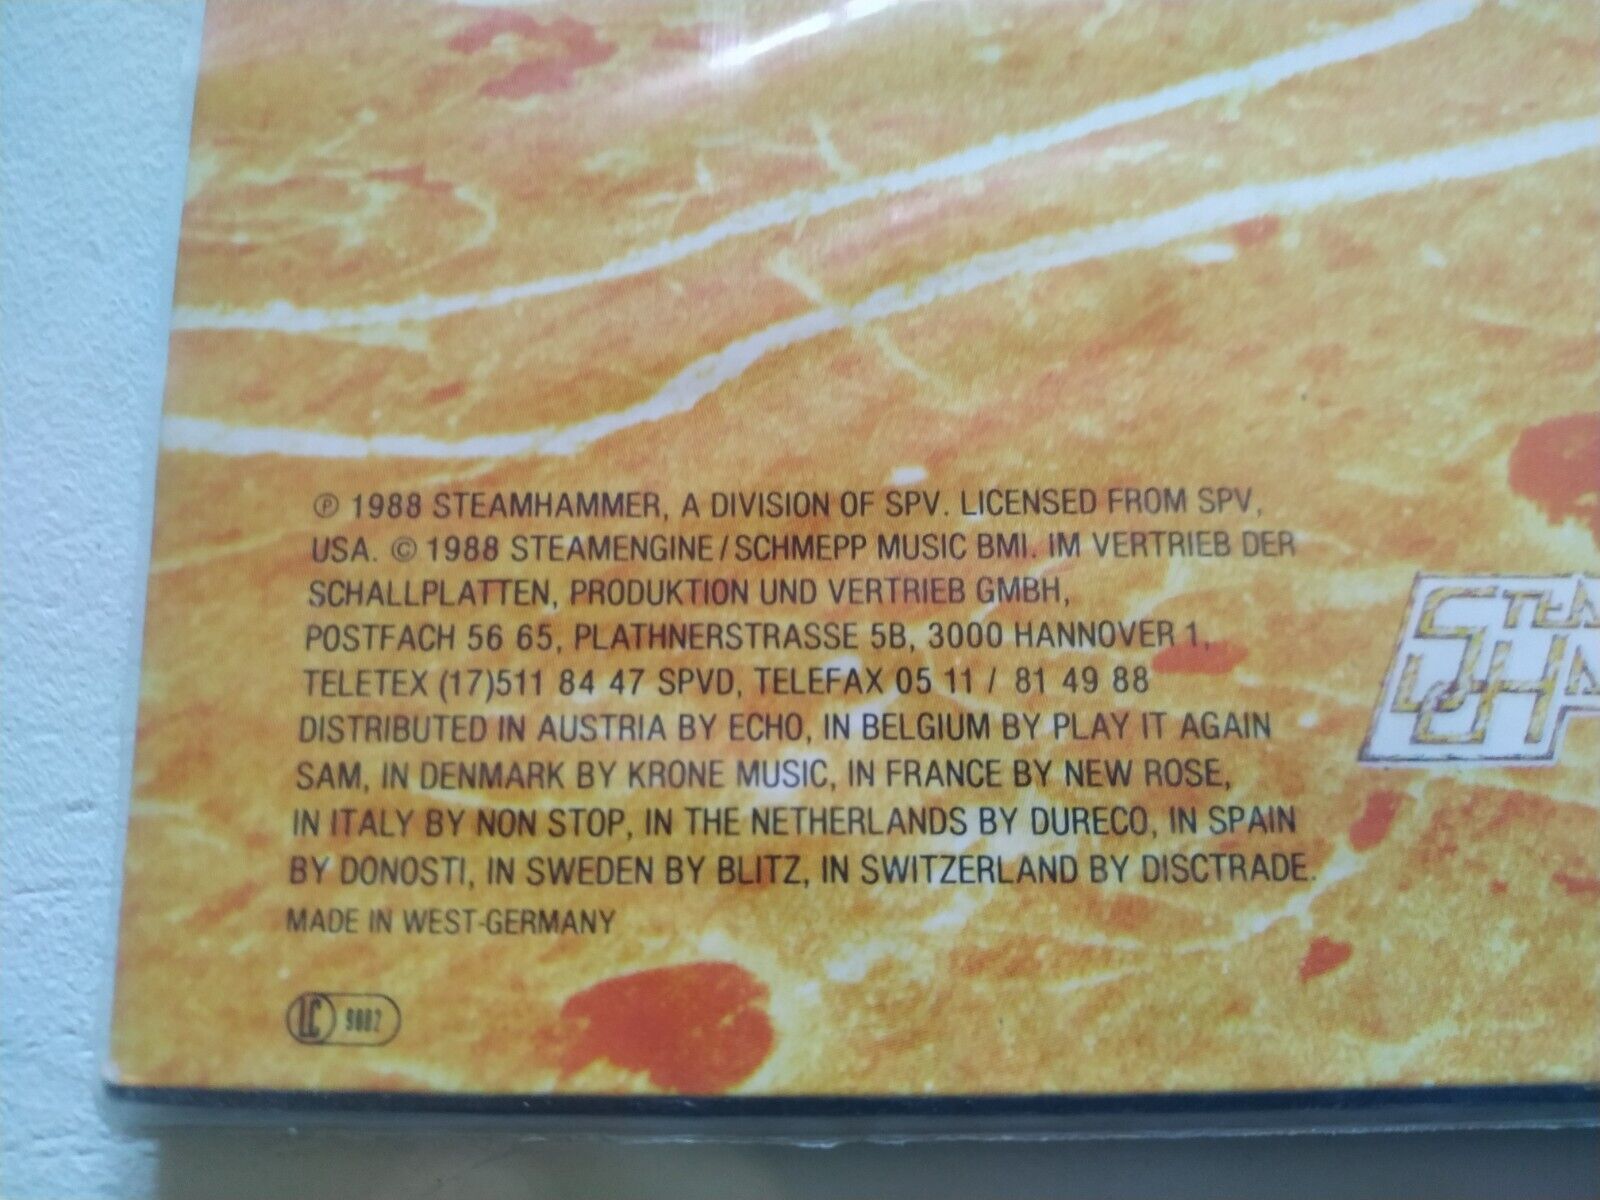 ℗ 1988 STEAMHAMMER, A DIVISION OF SPV. LICENSED FROM SPV,
USA. © 1988 STEAMENGINE/SCHMEPP MUSIC BMI. IM VERTRIEB DER
SCHALLPLATTEN, PRODUKTION UND VERTRIEB GMBH,
POSTFACH 56 65, PLATHNERSTRASSE 5B, 3000 HANNOVER 1,
TELETEX (17)511 84 47 SPVD, TELEFAX 05 11 / 81 49 88
DISTRIBUTED IN AUSTRIA BY ECHO, IN BELGIUM BY PLAY IT AGAIN
SAM, IN DENMARK BY KRONE MUSIC, IN FRANCE BY NEW ROSE,
IN ITALY BY NON STOP, IN THE NETHERLANDS BY DURECO, IN SPAIN
BY DONOSTI, IN SWEDEN BY BLITZ, IN SWITZERLAND BY DISCTRADE.
MADE IN WEST-GERMANY
LC